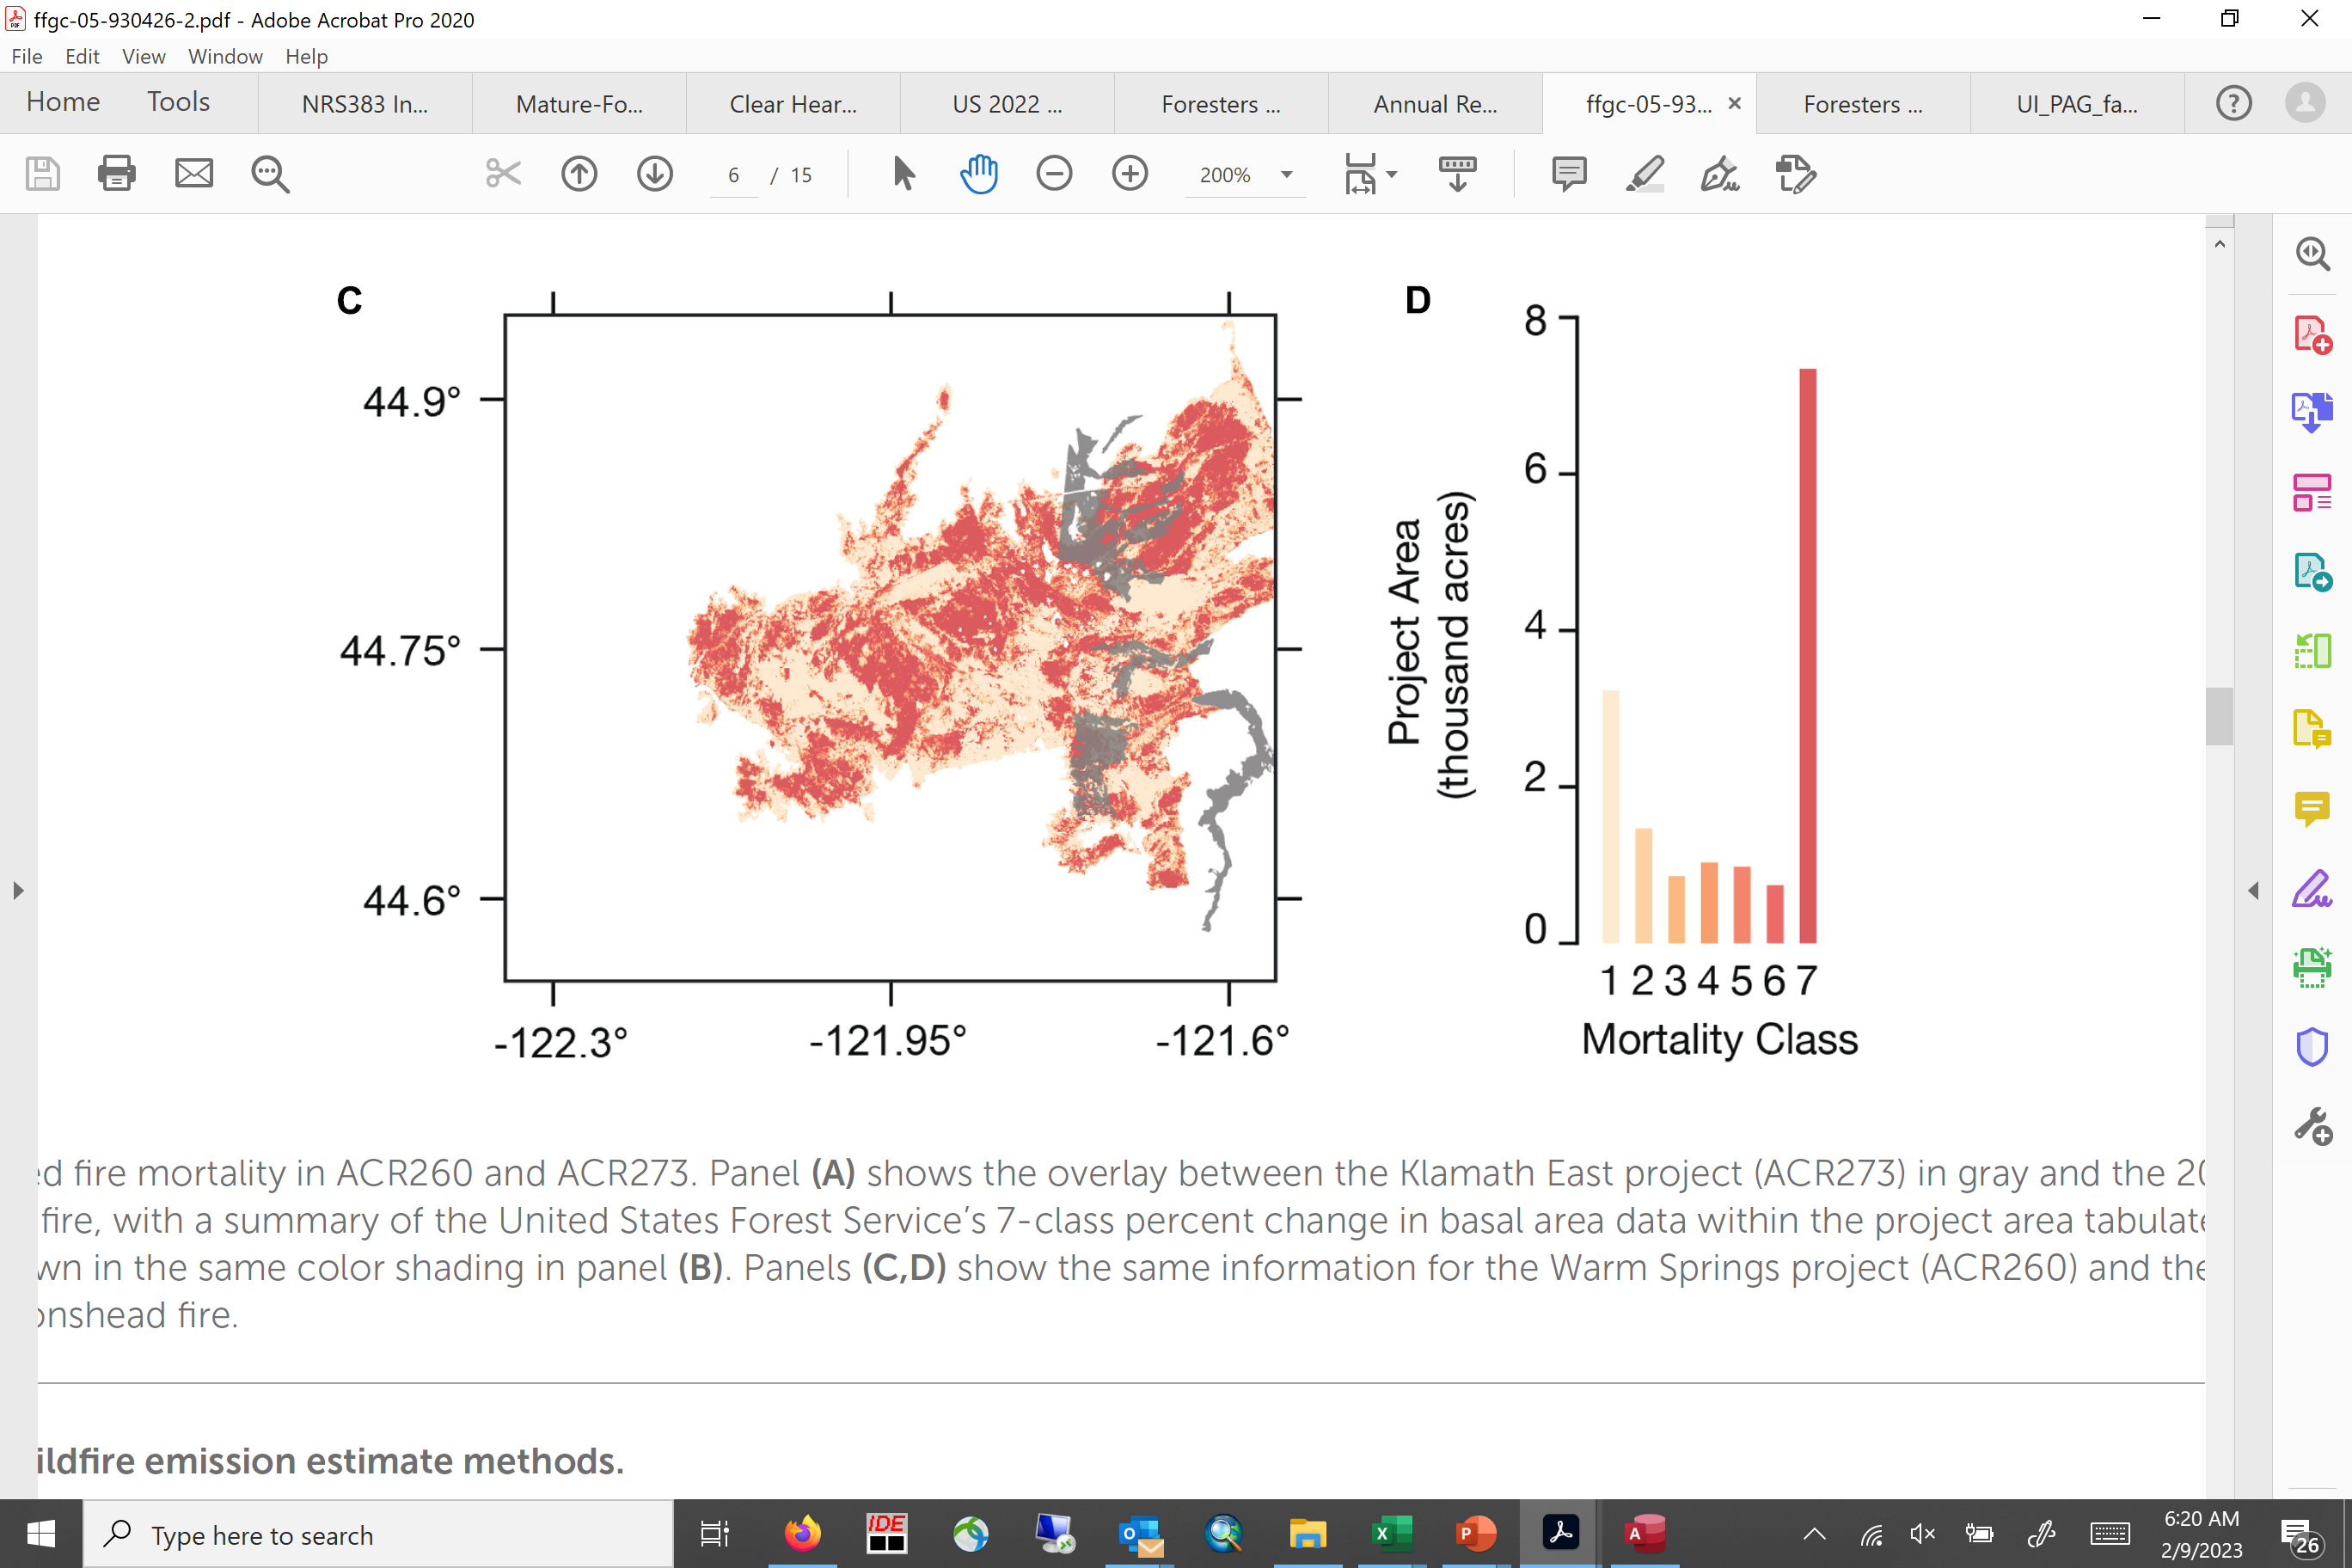 ffgc-05-930426-2.pdf - Adobe Acrobat Pro 2020
File Edit View Window Help
Home Tools NRS383 In... Mature-Fo... Clear Hear... US 2022 ... Foresters ... Annual Re... ffgc-05-93... × Foresters ... UI_PAG_fa... ?
6 / 15 200%
C
44.9°
44.75°
44.6°
-122.3° -121.95° -121.6°
D
Project Area
(thousand acres)
8
6
4
2
0
1 2 3 4 5 6 7
Mortality Class
ed fire mortality in ACR260 and ACR273. Panel (A) shows the overlay between the Klamath East project (ACR273) in gray and the 20
fire, with a summary of the United States Forest Service's 7-class percent change in basal area data within the project area tabulate
wn in the same color shading in panel (B). Panels (C,D) show the same information for the Warm Springs project (ACR260) and the
onshead fire.
ildfire emission estimate methods.
Type here to search
IDE
6:20 AM
2/9/2023
26